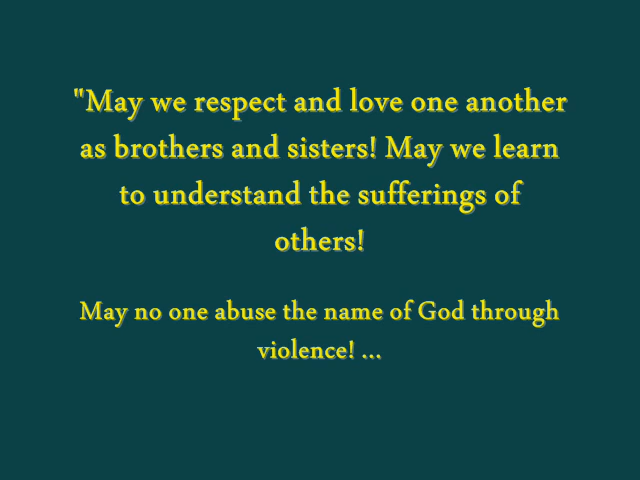 "May we respect and love one another
as brothers and sisters! May we learn
to understand the sufferings of
others!
May no one abuse the name of God through
violence! ...